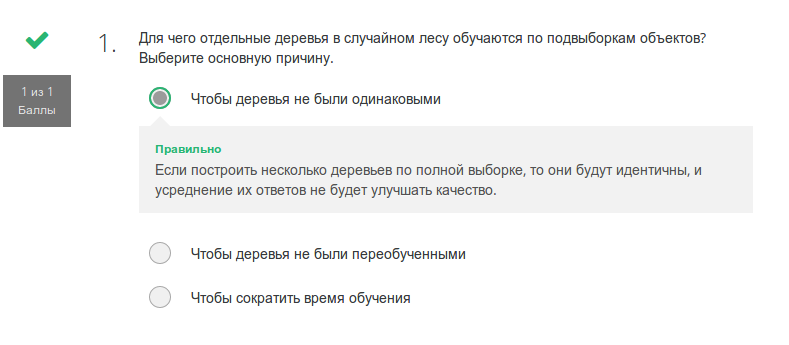 1.
Для чего отдельные деревья в случайном лесу обучаются по подвыборкам объектов?
Выберите основную причину.
1 из 1
Баллы
Чтобы деревья не были одинаковыми
Правильно
Если построить несколько деревьев по полной выборке, то они будут идентичны, и
усреднение их ответов не будет улучшать качество.
Чтобы деревья не были переобученными
Чтобы сократить время обучения